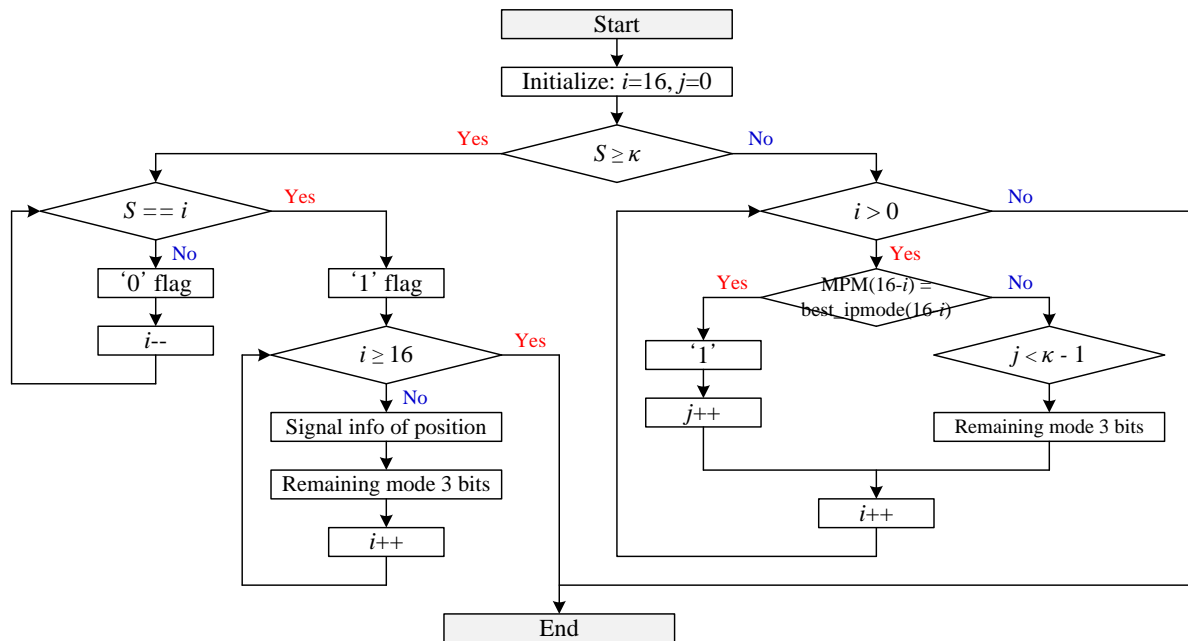 Start
Initialize: i=16, j=0
Yes
No
S ≥ κ
S == i
Yes
i > 0
No
No
Yes
‘0’ flag
‘1’ flag
Yes
MPM(16-i) =
best_ipmode(16-i)
No
i--
i ≥ 16
Yes
‘1’
j < κ - 1
No
Signal info of position
j++
Remaining mode 3 bits
Remaining mode 3 bits
i++
i++
End